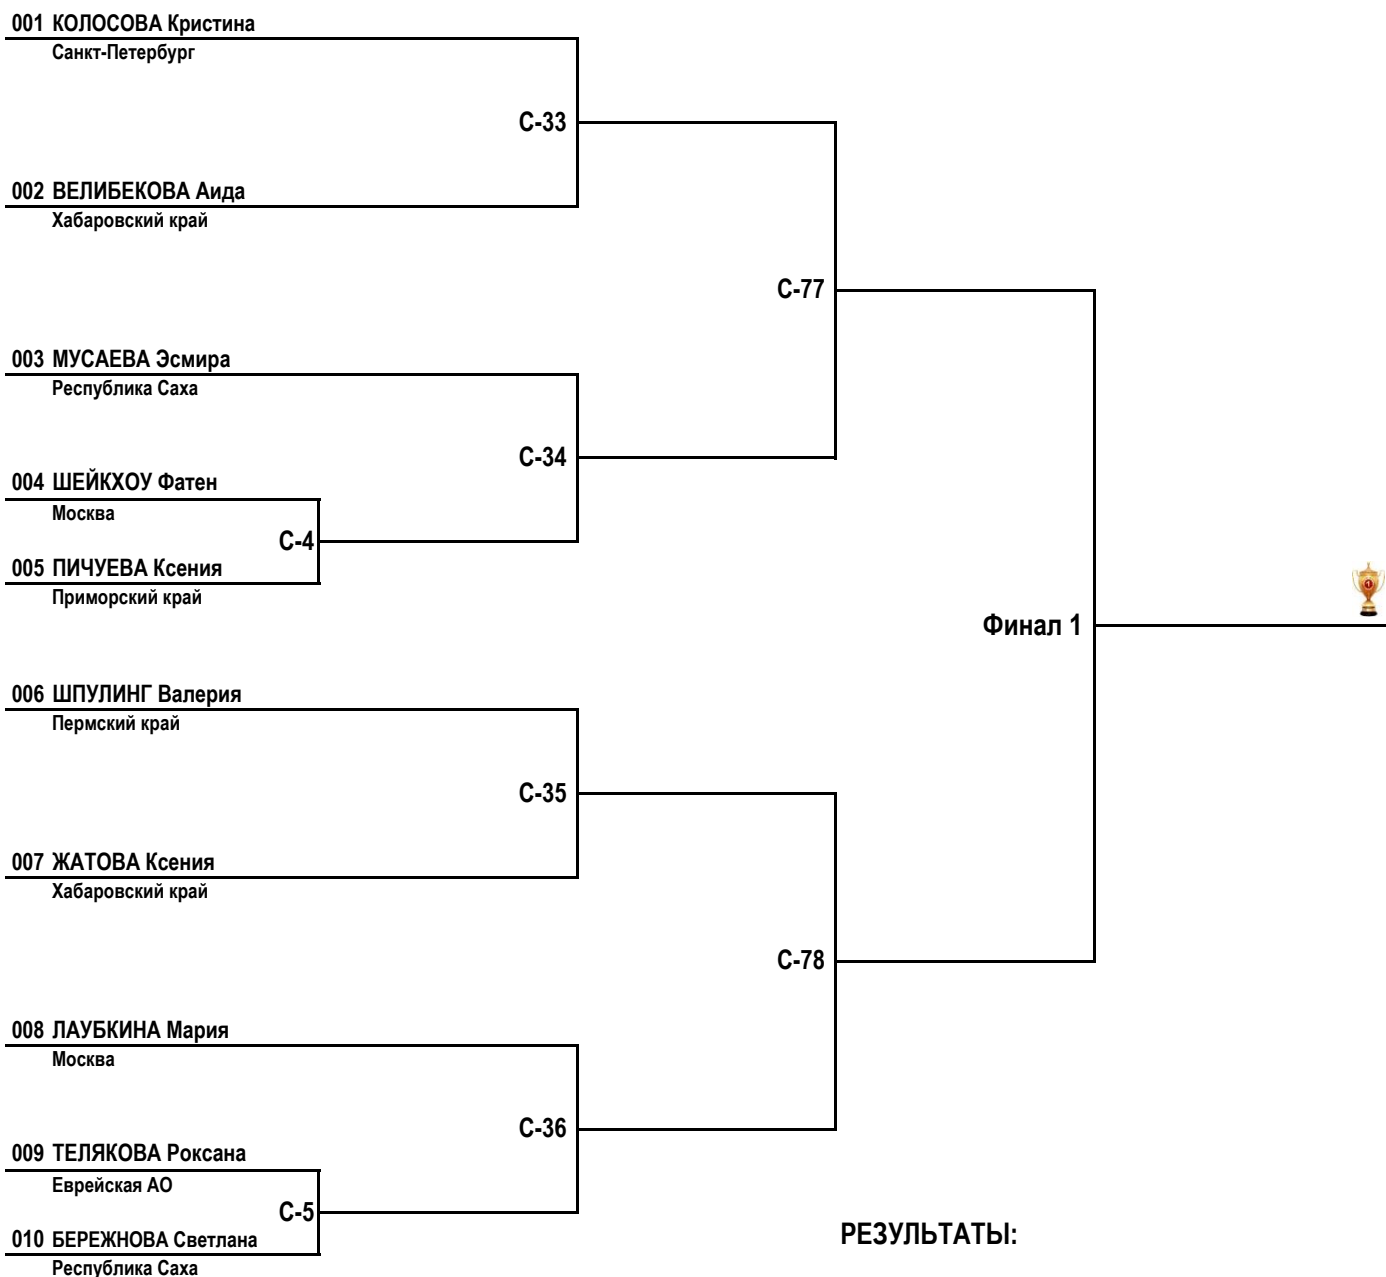 001 КОЛОСОВА Кристина
Санкт-Петербург
С-33
002 ВЕЛИБЕКОВА Аида
Хабаровский край
С-77
003 МУСАЕВА Эсмира
Республика Саха
С-34
004 ШЕЙКХОУ Фатен
Москва
С-4
005 ПИЧУЕВА Ксения
Приморский край
Финал 1
006 ШПУЛИНГ Валерия
Пермский край
С-35
007 ЖАТОВА Ксения
Хабаровский край
С-78
008 ЛАУБКИНА Мария
Москва
С-36
009 ТЕЛЯКОВА Роксана
Еврейская АО
С-5
010 БЕРЕЖНОВА Светлана
Республика Саха
РЕЗУЛЬТАТЫ: